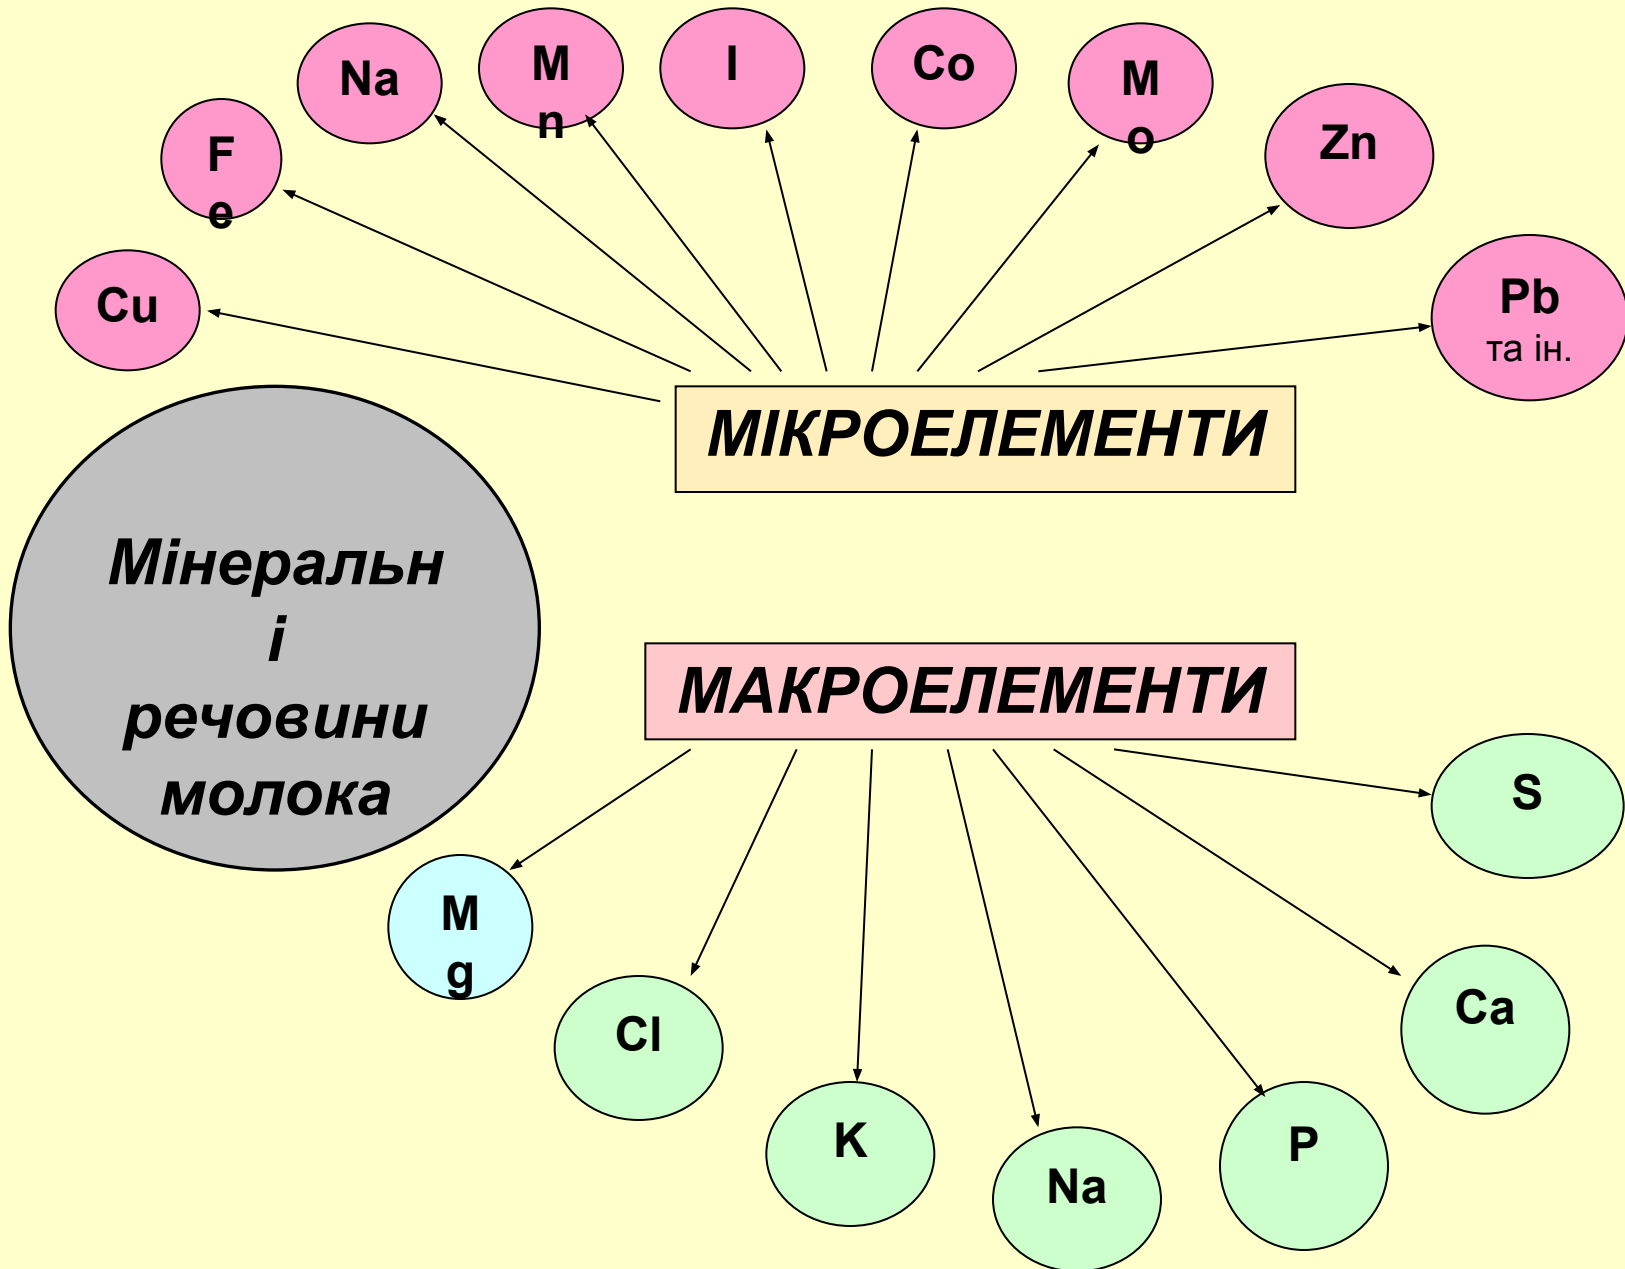 Na
M
n
I
Co
M
o
Zn
F
e
Cu
Pb
та ін.
МІКРОЕЛЕМЕНТИ
Мінеральн
і
речовини
молока
МАКРОЕЛЕМЕНТИ
S
M
g
Cl
K
Na
P
Ca